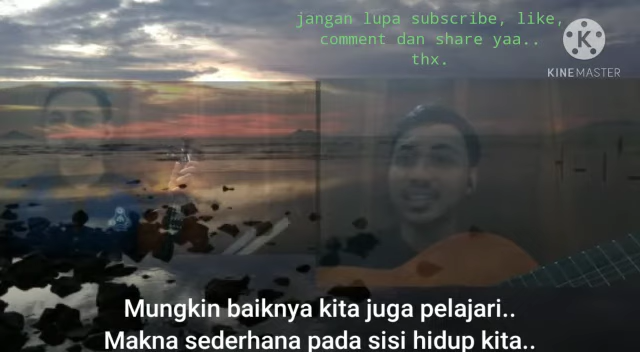 jangan lupa subscribe, like,
comment dan share yaa..
thx.
KINEMASTER
Mungkin baiknya kita juga pelajari..
Makna sederhana pada sisi hidup kita..